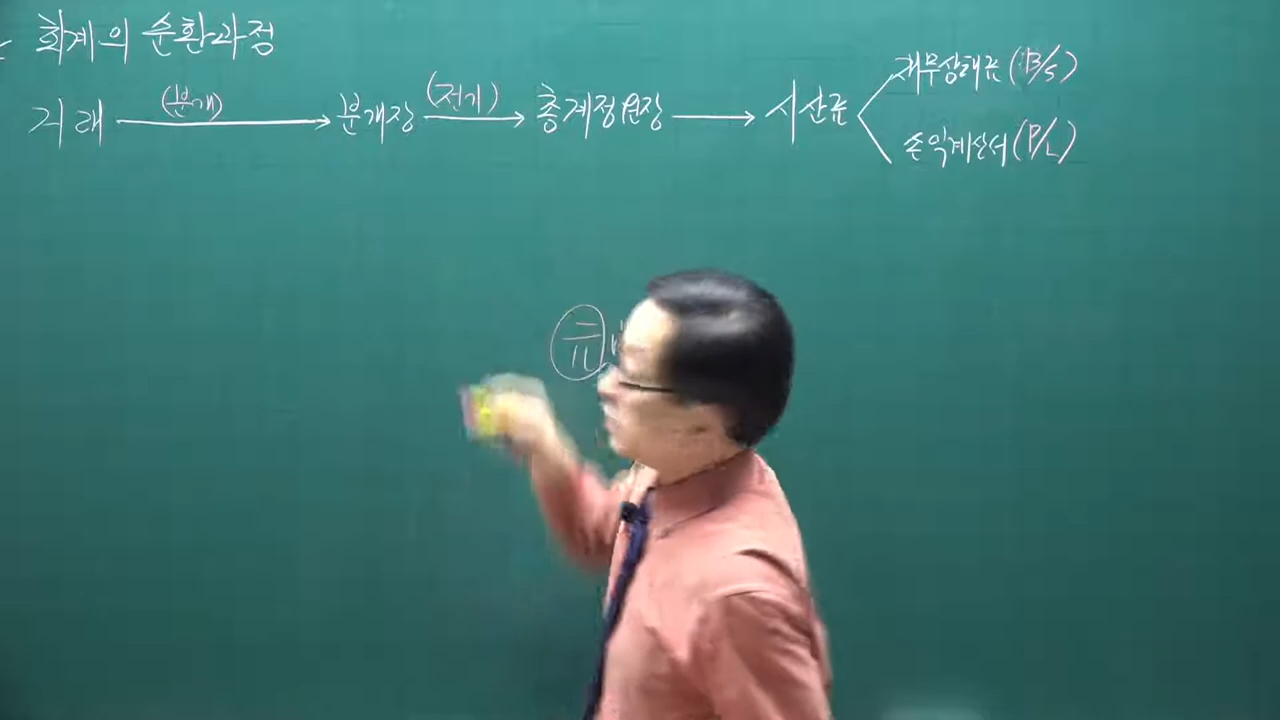 회계의 순환과정
거래 (분개) 분개장 (전기) 총계정원장 시산표
재무상태표 (B/S)
손익계산서 (P/L)